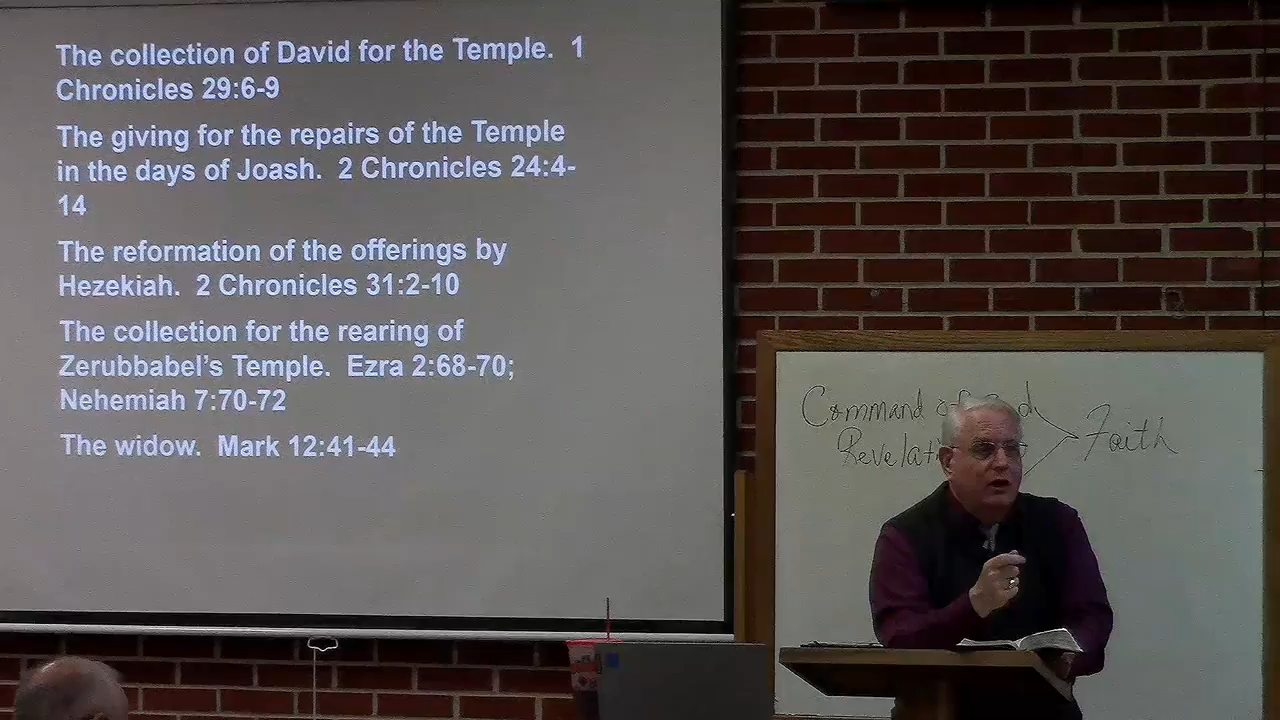 The collection of David for the Temple.  1
Chronicles 29:6-9
The giving for the repairs of the Temple
in the days of Joash.  2 Chronicles 24:4-
14
The reformation of the offerings by
Hezekiah.  2 Chronicles 31:2-10
The collection for the rearing of
Zerubbabel’s Temple.  Ezra 2:68-70;
Nehemiah 7:70-72
The widow.  Mark 12:41-44
Command of
Faith